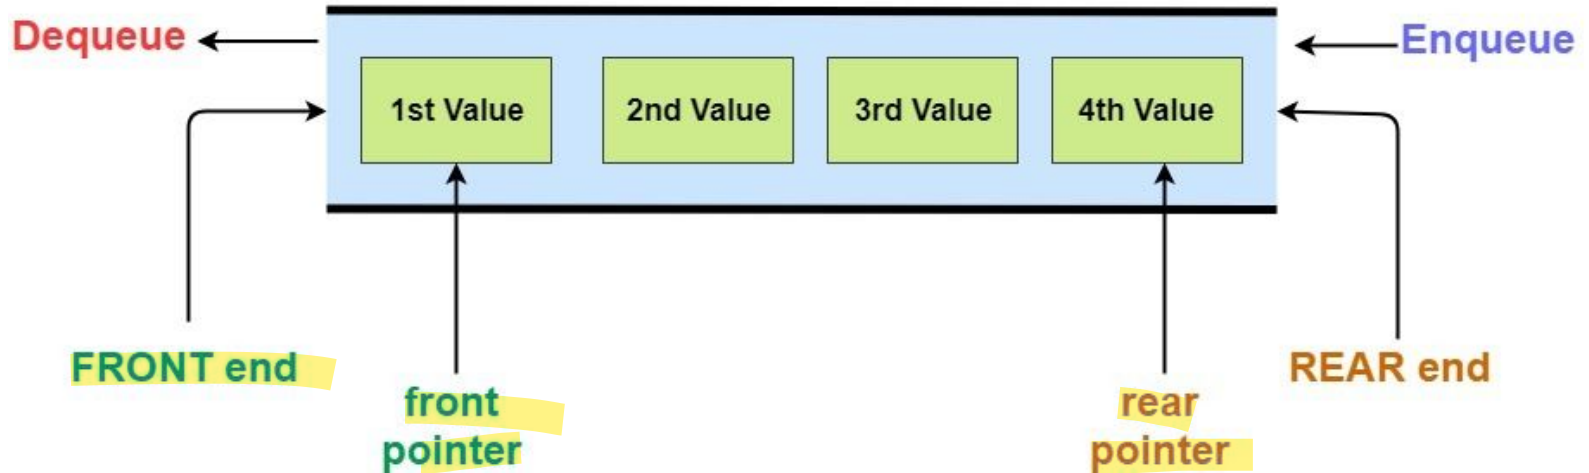 Dequeue
Enqueue
1st Value
2nd Value
3rd Value
4th Value
FRONT end
front
pointer
rear
pointer
REAR end